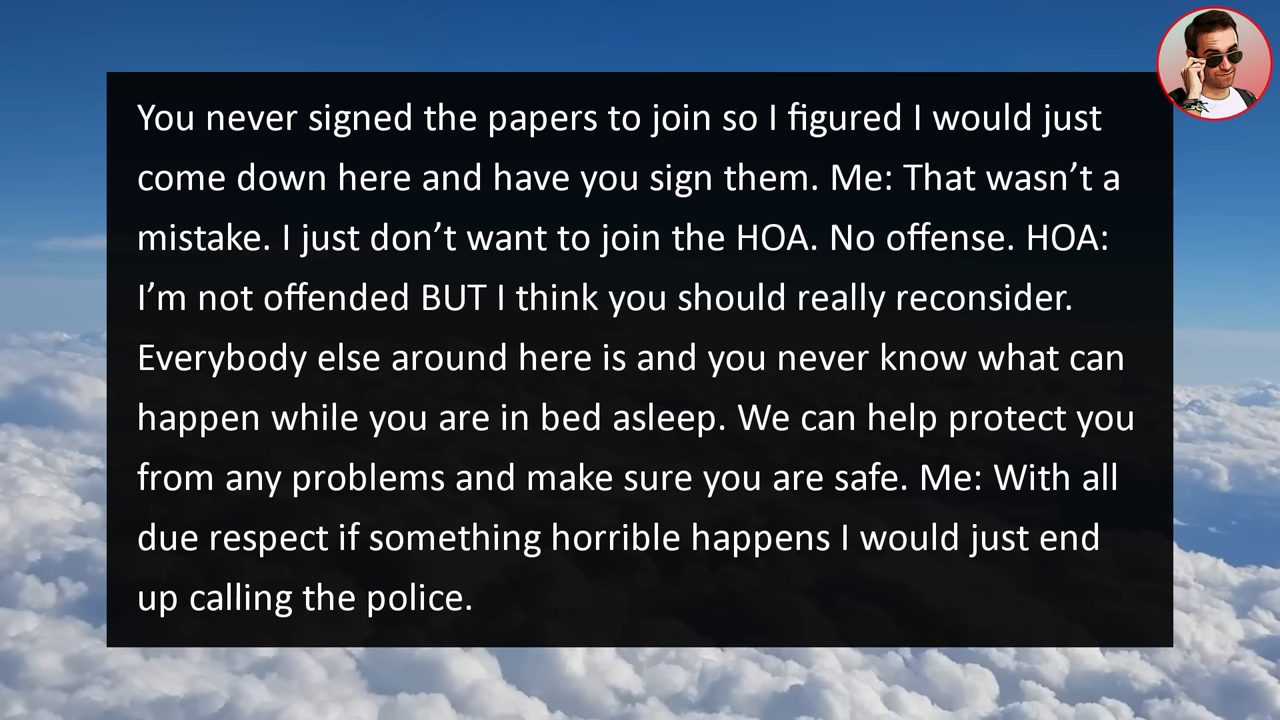 You never signed the papers to join so I figured I would just
come down here and have you sign them. Me: That wasn’t a
mistake. I just don’t want to join the HOA. No offense. HOA:
I’m not offended BUT I think you should really reconsider.
Everybody else around here is and you never know what can
happen while you are in bed asleep. We can help protect you
from any problems and make sure you are safe. Me: With all
due respect if something horrible happens I would just end
up calling the police.